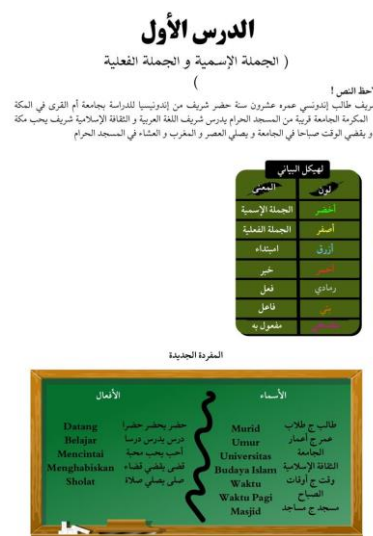 الدرس الأول
( الجملة الإسمية و الجملة الفعلية
)
لاحظ النص !
شريف طالب إندونسي عمره عشرون سنة حضر شريف من إندونيسيا للدراسة بجامعة أم القرى في المكة
المكرمة الجامعة قريبة من المسجد الحرام يدرس شريف اللغة العربية و الثقافة الإسلامية شريف يحب مكة
و يقضي الوقت صباحا في الجامعة و يصلي العصر و المغرب و العشاء في المسجد الحرام
لهيكل البياني
لون المعنى
أخضر الجملة الإسمية
أصفر الجملة الفعلية
أزرق امبتداء
أحمر خبر
رمادي فعل
بني فاعل
مفعول به
المفردة الجديدة
الأسماء
طالب ج طلاب Murid
عمر ج أعمار Umur
الجامعة Universitas
الثقافة الإسلامية Budaya Islam
وقت ج أوقات Waktu
الصباح Waktu Pagi
مسجد ج مساجد Masjid
الأفعال
حضر يحضر حضرا Datang
درس يدرس درسا Belajar
أحب يحب محبة Mencintai
قضى يقضي قضاء Menghabiskan
صلى يصلي صلاة Sholat